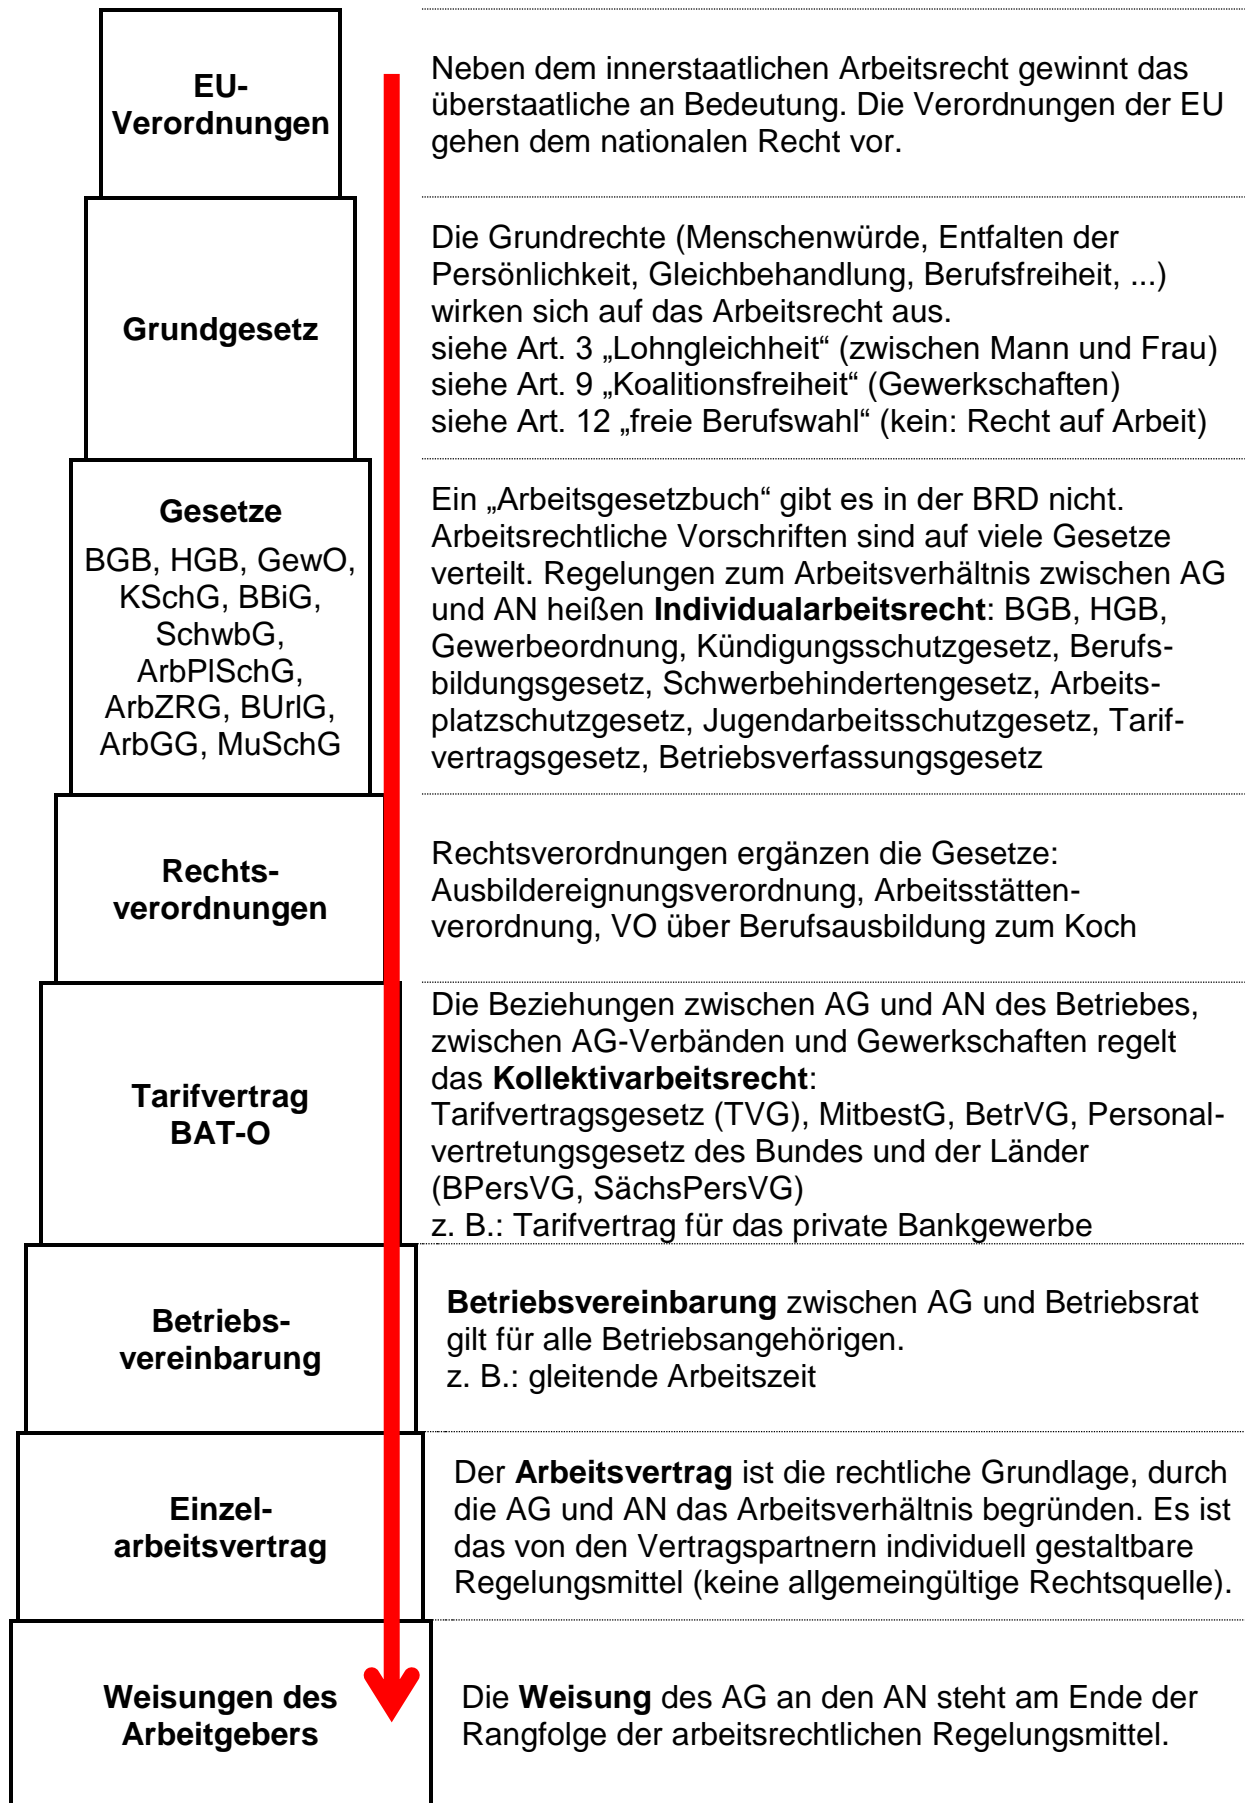 EU-
Verordnungen
Neben dem innerstaatlichen Arbeitsrecht gewinnt das
überstaatliche an Bedeutung. Die Verordnungen der EU
gehen dem nationalen Recht vor.
Grundgesetz
Die Grundrechte (Menschenwürde, Entfalten der
Persönlichkeit, Gleichbehandlung, Berufsfreiheit, ...)
wirken sich auf das Arbeitsrecht aus.
siehe Art. 3 „Lohngleichheit“ (zwischen Mann und Frau)
siehe Art. 9 „Koalitionsfreiheit“ (Gewerkschaften)
siehe Art. 12 „freie Berufswahl“ (kein: Recht auf Arbeit)
Gesetze
BGB, HGB, GewO,
KSchG, BBiG,
SchwbG,
ArbPlSchG,
ArbZRG, BUrlG,
ArbGG, MuSchG
Ein „Arbeitsgesetzbuch“ gibt es in der BRD nicht.
Arbeitsrechtliche Vorschriften sind auf viele Gesetze
verteilt. Regelungen zum Arbeitsverhältnis zwischen AG
und AN heißen Individualarbeitsrecht: BGB, HGB,
Gewerbeordnung, Kündigungsschutzgesetz, Berufs-
bildungsgesetz, Schwerbehindertengesetz, Arbeits-
platzschutzgesetz, Jugendarbeitsschutzgesetz, Tarif-
vertragsgesetz, Betriebsverfassungsgesetz
Rechts-
verordnungen
Rechtsverordnungen ergänzen die Gesetze:
Ausbildereignungsverordnung, Arbeitsstätten-
verordnung, VO über Berufsausbildung zum Koch
Tarifvertrag
BAT-O
Die Beziehungen zwischen AG und AN des Betriebes,
zwischen AG-Verbänden und Gewerkschaften regelt
das Kollektivarbeitsrecht:
Tarifvertragsgesetz (TVG), MitbestG, BetrVG, Personal-
vertretungsgesetz des Bundes und der Länder
(BPersVG, SächsPersVG)
z. B.: Tarifvertrag für das private Bankgewerbe
Betriebs-
vereinbarung
Betriebsvereinbarung zwischen AG und Betriebsrat
gilt für alle Betriebsangehörigen.
z. B.: gleitende Arbeitszeit
Einzel-
arbeitsvertrag
Der Arbeitsvertrag ist die rechtliche Grundlage, durch
die AG und AN das Arbeitsverhältnis begründen. Es ist
das von den Vertragspartnern individuell gestaltbare
Regelungsmittel (keine allgemeingültige Rechtsquelle).
Weisungen des
Arbeitgebers
Die Weisung des AG an den AN steht am Ende der
Rangfolge der arbeitsrechtlichen Regelungsmittel.